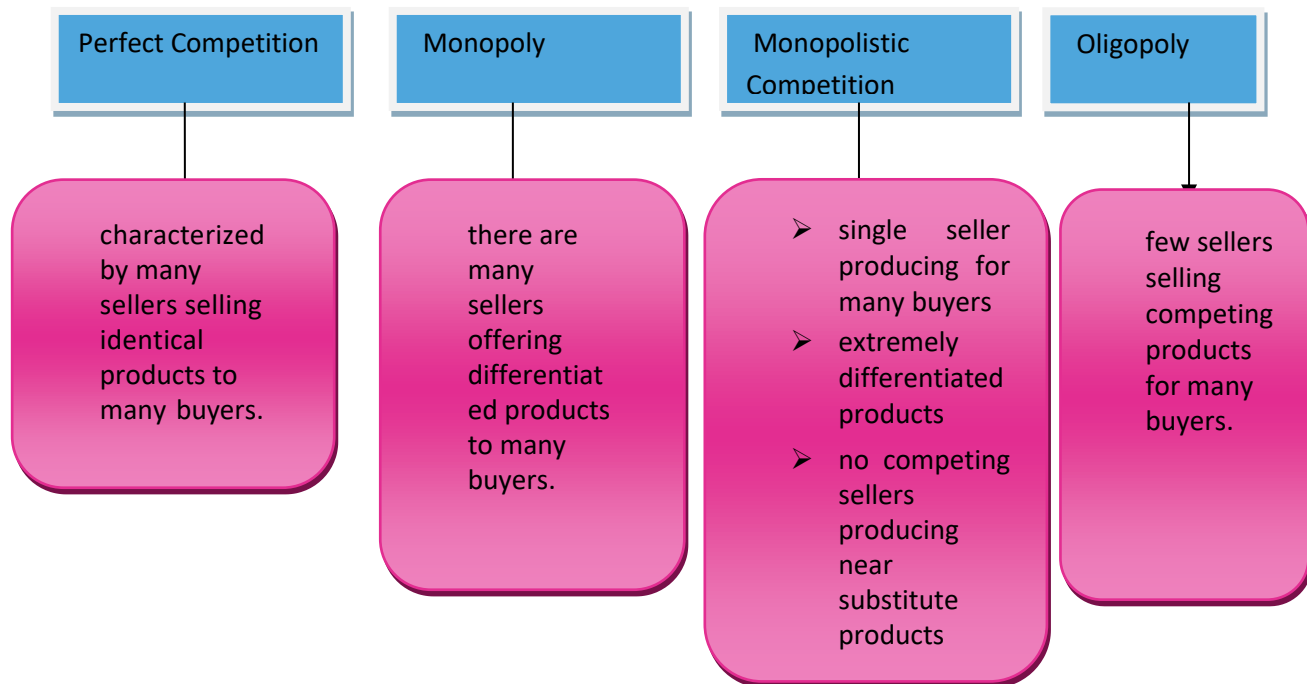 Perfect Competition
Monopoly
Monopolistic
Competition
Oligopoly
characterized
by many
sellers selling
identical
products to
many buyers.
there are
many
sellers
offering
differentiat
ed products
to many
buyers.
➢ single seller
producing for
many buyers
➢ extremely
differentiated
products
➢ no competing
sellers
producing
near
substitute
products
few sellers
selling
competing
products
for many
buyers.